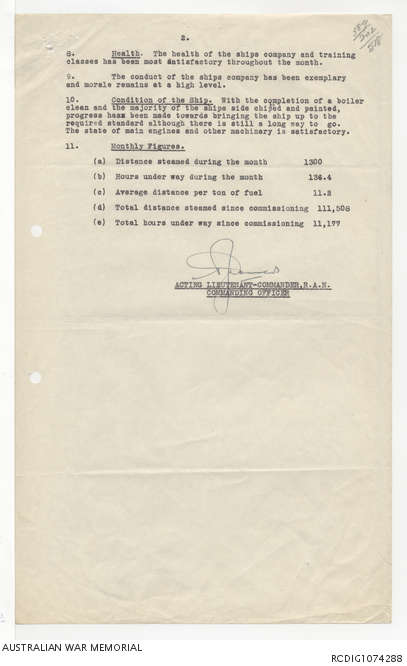 2.
8. Health. The health of the ships company and training
classes has been most satisfactory throughout the month.
9. The conduct of the ships company has been exemplary
and morale remains at a high level.
10. Condition of the Ship. With the completion of a boiler
clean and the majority of the ships side chiped and painted,
progress haxx been made towards bringing the ship up to the
required standard although there is still a long way to go.
The state of main engines and other machinery is satisfactory.
11. Monthly Figures.
(a) Distance steamed during the month 1300
(b) Hours under way during the month 136.4
(c) Average distance per ton of fuel 11.2
(d) Total distance steamed since commissioning 111,508
(e) Total hours under way since commissioning 11,177
ACTING LIEUTENANT-COMMANDER,R.A.N.
COMMANDING OFFICER
AUSTRALIAN WAR MEMORIAL
RCDIG1074288